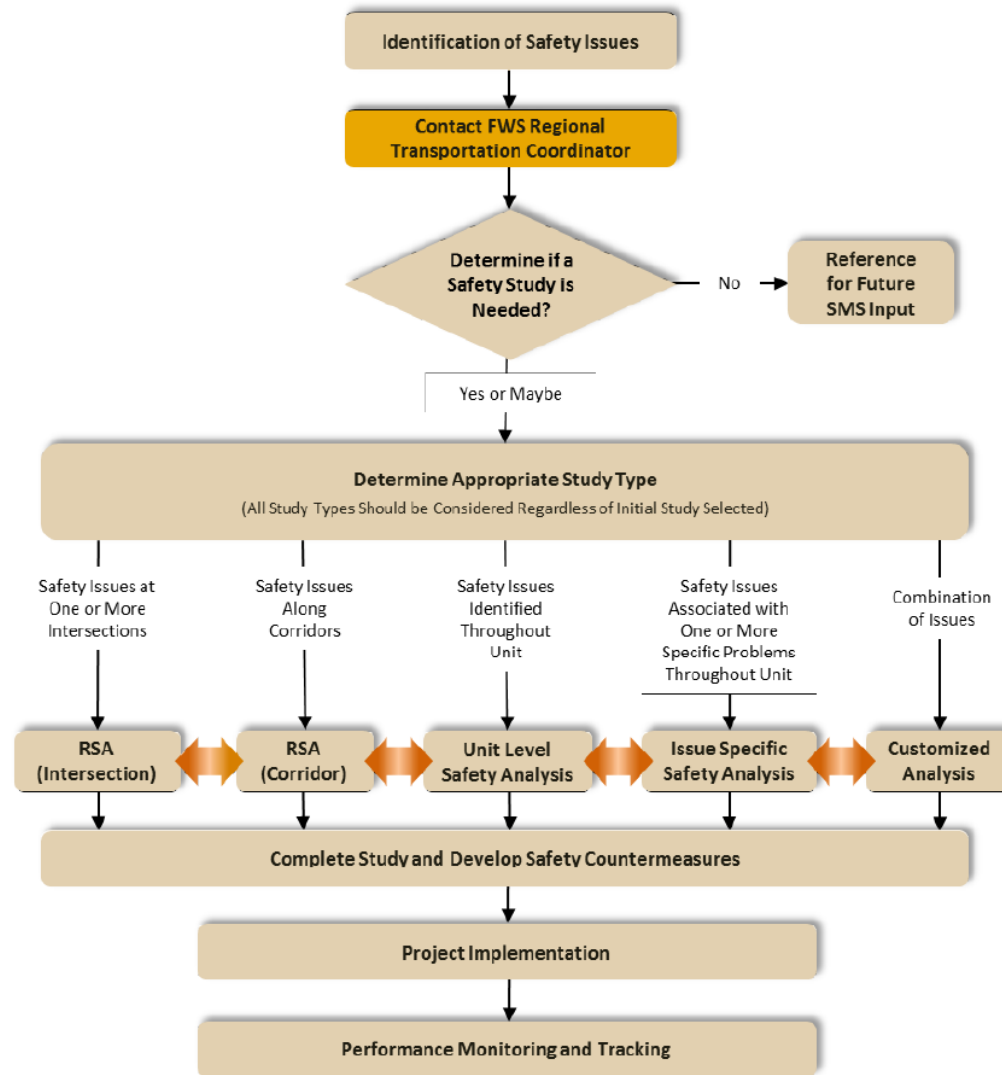 Identification of Safety Issues
Contact FWS Regional
Transportation Coordinator
Determine if a
Safety Study is
Needed?
No
Reference
for Future
SMS Input
Yes or Maybe
Determine Appropriate Study Type
(All Study Types Should be Considered Regardless of Initial Study Selected)
Safety Issues at
One or More
Intersections
Safety Issues
Along
Corridors
Safety Issues
Identified
Throughout
Unit
Safety Issues
Associated with
One or More
Specific Problems
Throughout Unit
Combination
of Issues
RSA
(Intersection)
RSA
(Corridor)
Unit Level
Safety Analysis
Issue Specific
Safety Analysis
Customized
Analysis
Complete Study and Develop Safety Countermeasures
Project Implementation
Performance Monitoring and Tracking